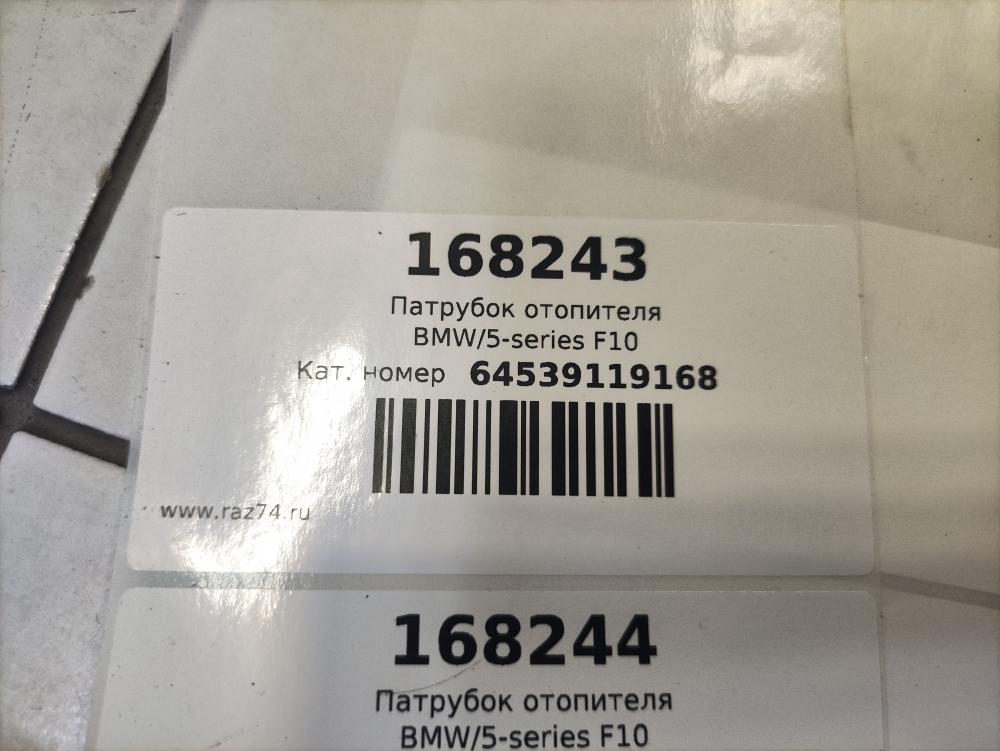 168243
Патрубок отопителя
BMW/5-series F10
Кат. номер 64539119168
www.raz74.ru
168244
Патрубок отопителя
BMW/5-series F10